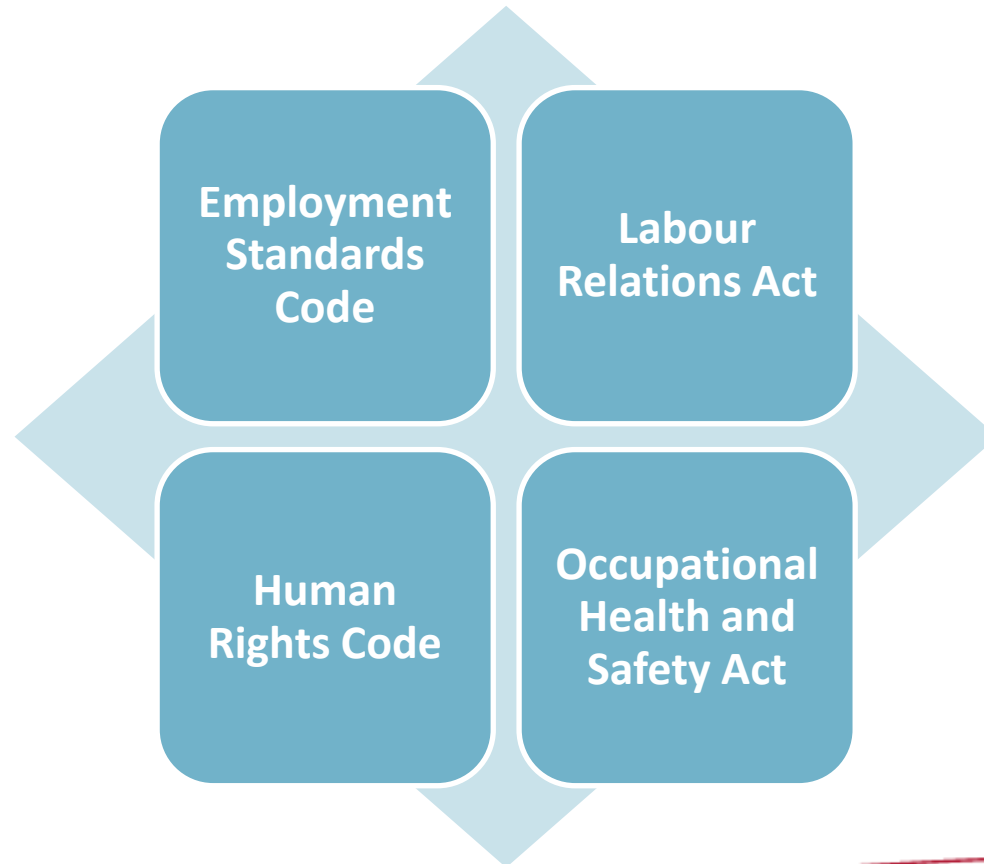 Employment
Standards
Code
Labour
Relations Act
Human
Rights Code
Occupational
Health and
Safety Act